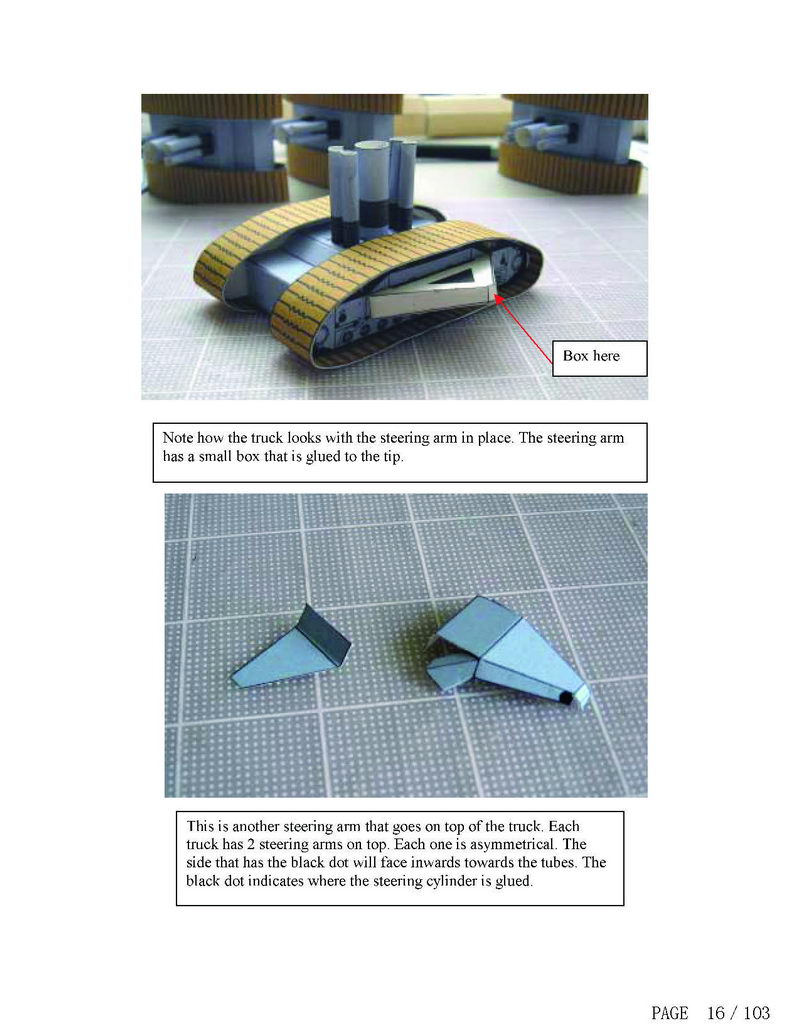 Box here
Note how the truck looks with the steering arm in place. The steering arm
has a small box that is glued to the tip.
This is another steering arm that goes on top of the truck. Each
truck has 2 steering arms on top. Each one is asymmetrical. The
side that has the black dot will face inwards towards the tubes. The
black dot indicates where the steering cylinder is glued.
PAGE 16 / 103